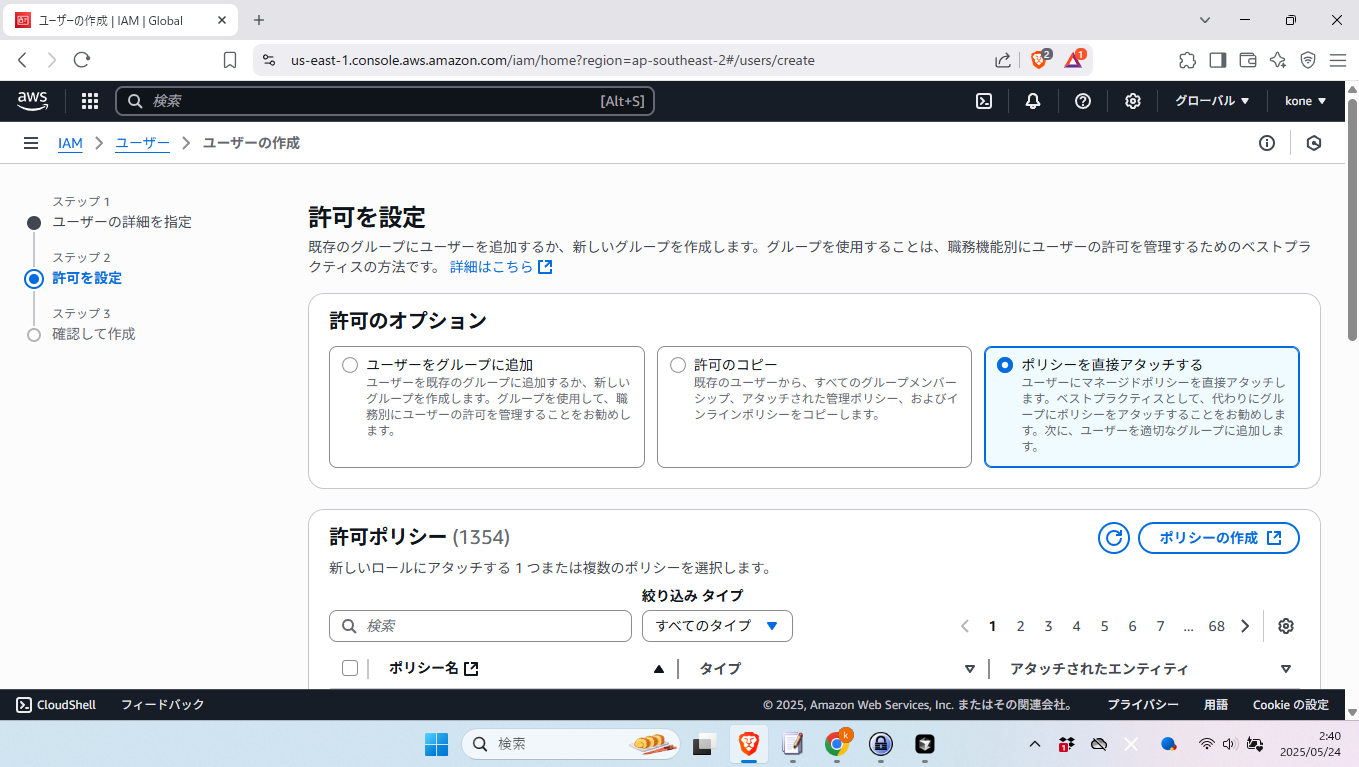 ユーザーの作成 | IAM | Global
us-east-1.console.aws.amazon.com/iam/home?region=ap-southeast-2#/users/create
2
1
aws
検索
[Alt+S]
グローバル ▼
kone ▼
IAM > ユーザー > ユーザーの作成
ステップ 1
ユーザーの詳細を指定
ステップ 2
許可を設定
ステップ 3
確認して作成
許可を設定
既存のグループにユーザーを追加するか、新しいグループを作成します。グループを使用することは、職務機能別にユーザーの許可を管理するためのベストプラ
クティスの方法です。 詳細はこちら
許可のオプション
ユーザーをグループに追加
ユーザーを既存のグループに追加するか、新しい
グループを作成します。グループを使用して、職
務別にユーザーの許可を管理することをお勧めし
ます。
許可のコピー
既存のユーザーから、すべてのグループメンバー
シップ、アタッチされた管理ポリシー、およびイ
ンラインポリシーをコピーします。
ポリシーを直接アタッチする
ユーザーにマネージドポリシーを直接アタッチし
ます。ベストプラクティスとして、代わりにグル
ープにポリシーをアタッチすることをお勧めしま
す。次に、ユーザーを適切なグループに追加しま
す。
許可ポリシー (1354)
ポリシーの作成
新しいロールにアタッチする 1 つまたは複数のポリシーを選択します。
絞り込み タイプ
検索
すべてのタイプ
1 2 3 4 5 6 7 ... 68
ポリシー名
タイプ
アタッチされたエンティティ
CloudShell
フィードバック
© 2025, Amazon Web Services, Inc. またはその関連会社。
プライバシー
用語
Cookie の設定
検索
k
1
2:40
2025/05/24